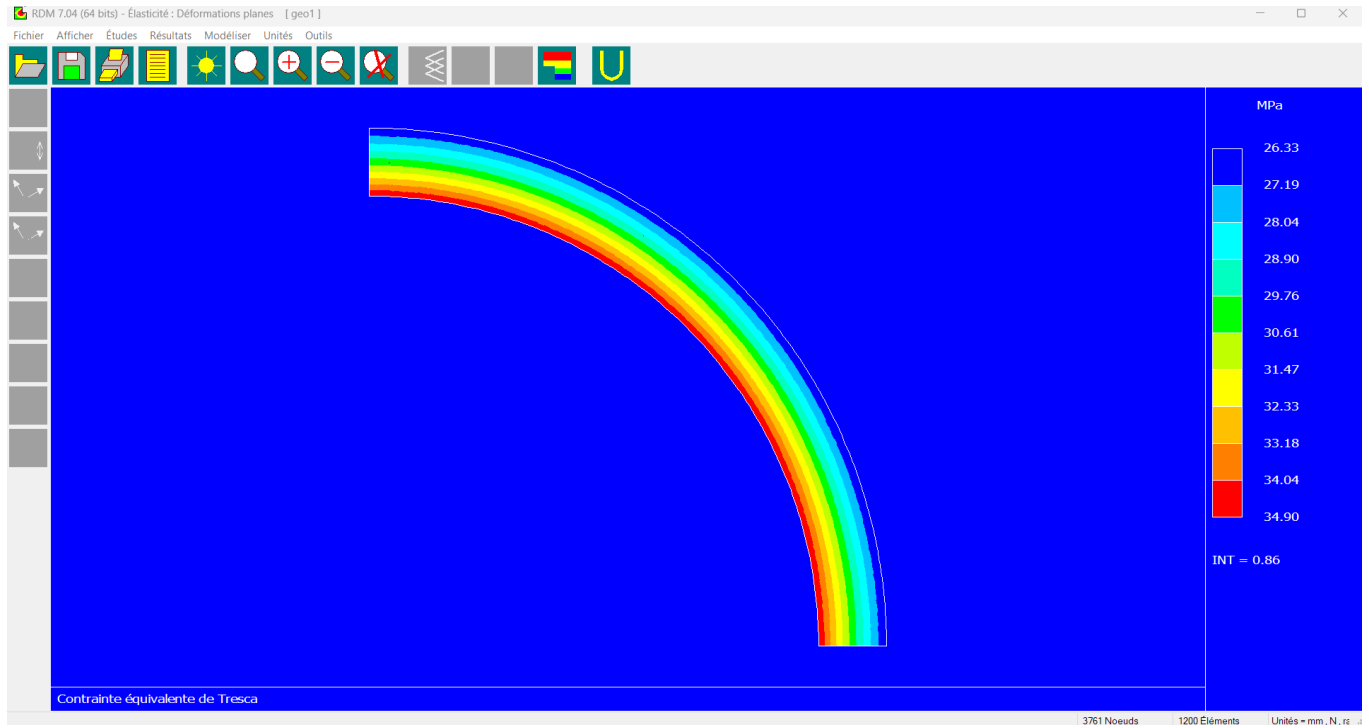 RDM 7.04 (64 bits) - Élasticité : Déformations planes [ geo1 ]
Fichier Afficher Études Résultats Modéliser Unités Outils
MPa
26.33
27.19
28.04
28.90
29.76
30.61
31.47
32.33
33.18
34.04
34.90
INT = 0.86
Contrainte équivalente de Tresca
3761 Noeuds 1200 Éléments Unités = mm , N ,